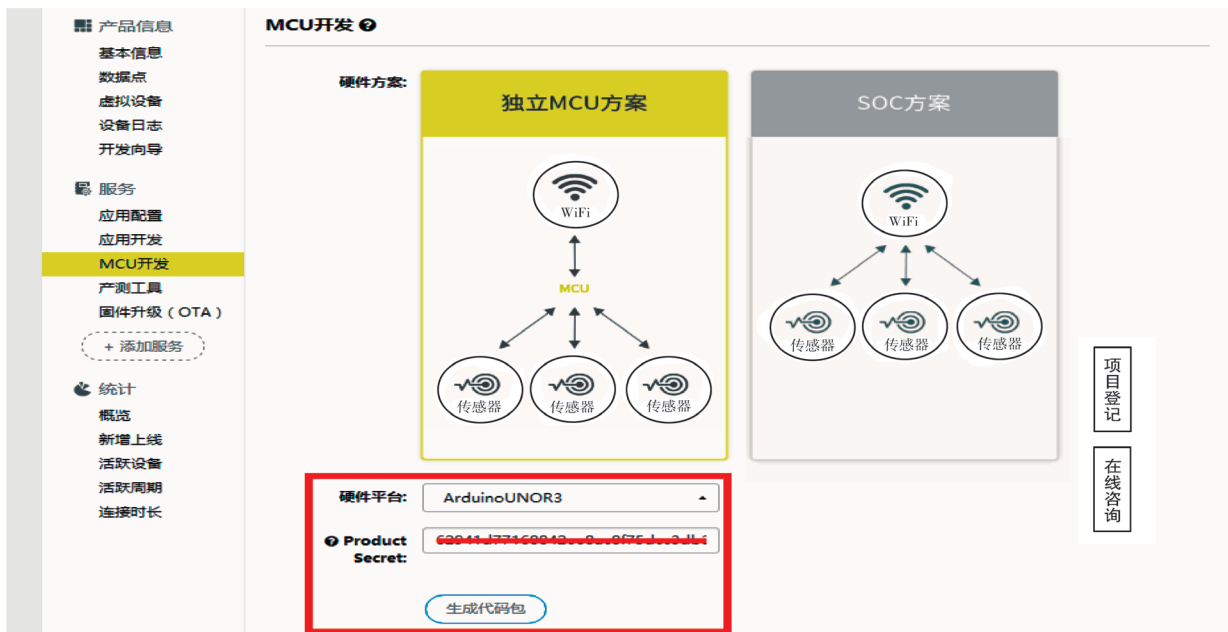 产品信息
基本信息
数据点
虚拟设备
设备日志
开发向导
服务
应用配置
应用开发
MCU开发
产测工具
固件升级（OTA）
+ 添加服务
统计
概览
新增上线
活跃设备
活跃周期
连接时长
MCU开发
硬件方案:
独立MCU方案
WiFi
MCU
传感器
传感器
传感器
SOC方案
WiFi
传感器
传感器
传感器
硬件平台:
ArduinoUNOR3
Product
Secret:
生成代码包
项目登记
在线咨询